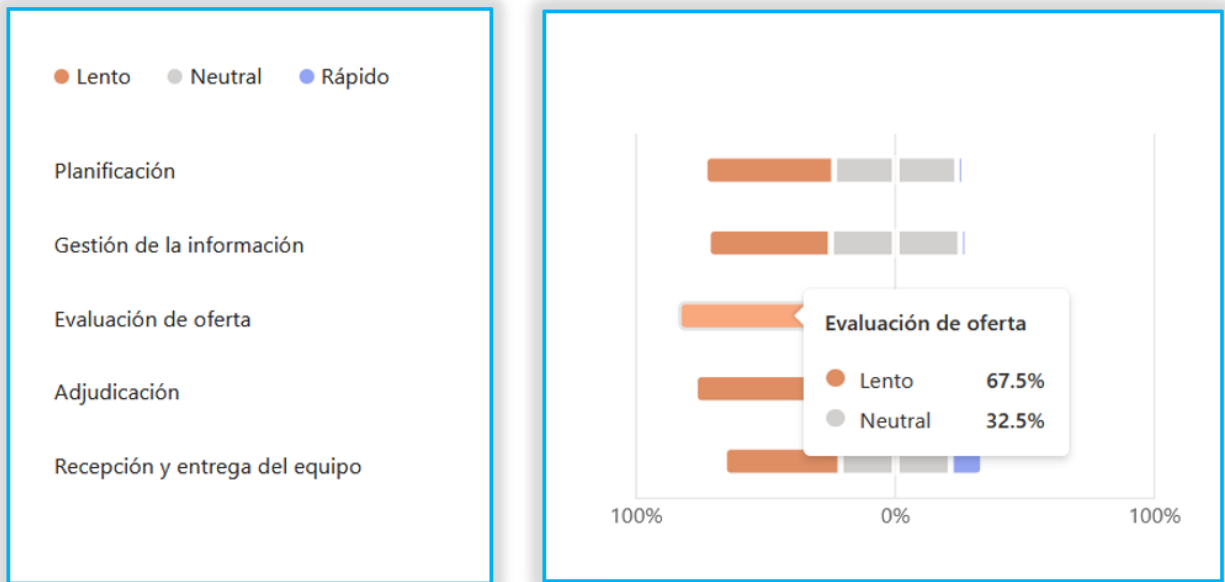 Lento Neutral Rápido
Planificación
Gestión de la información
Evaluación de oferta
Adjudicación
Recepción y entrega del equipo
Evaluación de oferta
Lento 67.5%
Neutral 32.5%
100% 0% 100%